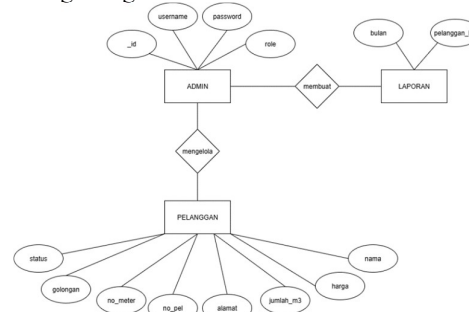 username
password
_id
role
bulan
ADMIN
membuat
LAPORAN
mengelola
PELANGGAN
status
nama
golongan
harga
no_meter
no_pel
alamat
jumlah_m3